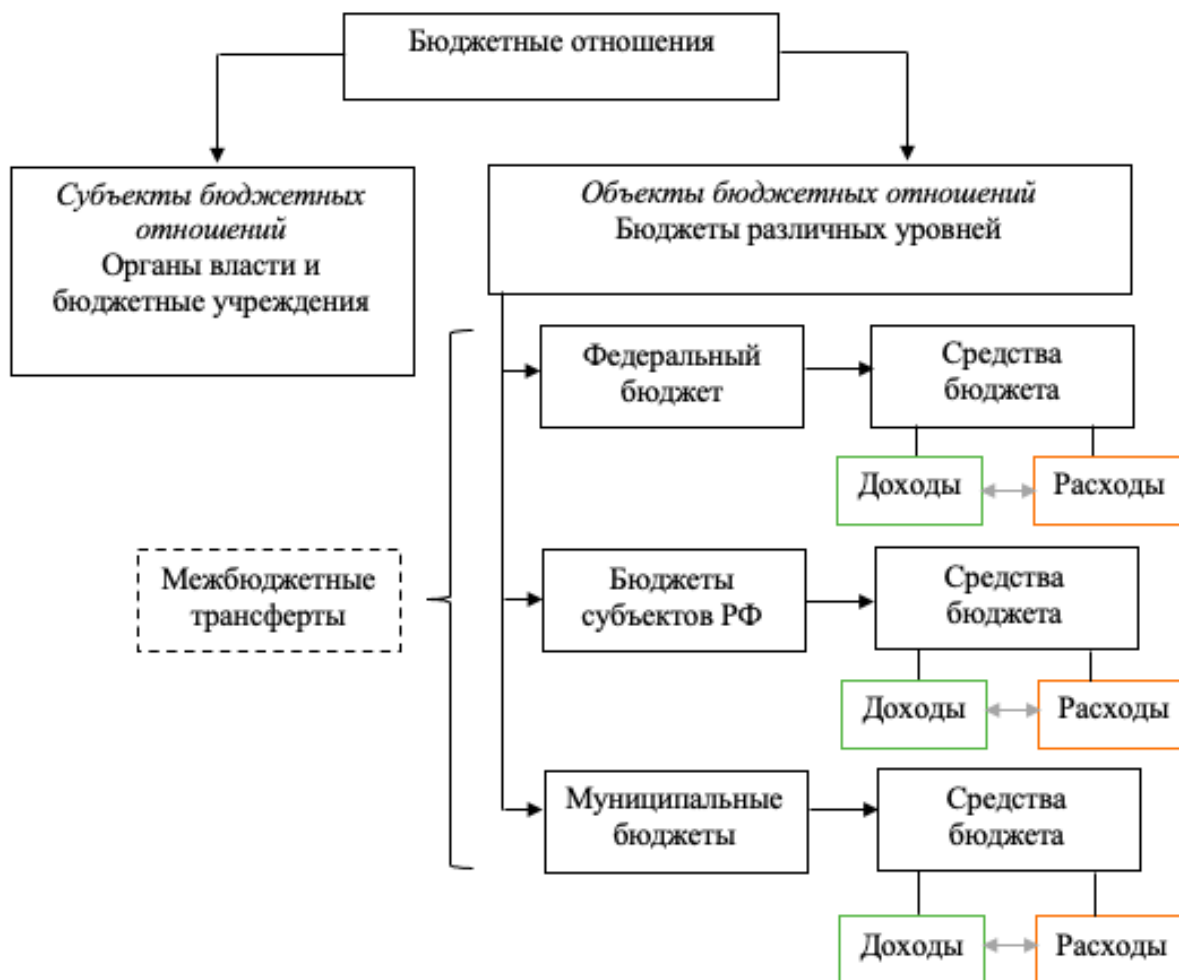 Бюджетные отношения
Субъекты бюджетных
отношений
Органы власти и
бюджетные учреждения
Объекты бюджетных отношений
Бюджеты различных уровней
Федеральный
бюджет
Средства
бюджета
Доходы
Расходы
Межбюджетные
трансферты
Бюджеты
субъектов РФ
Средства
бюджета
Доходы
Расходы
Муниципальные
бюджеты
Средства
бюджета
Доходы
Расходы